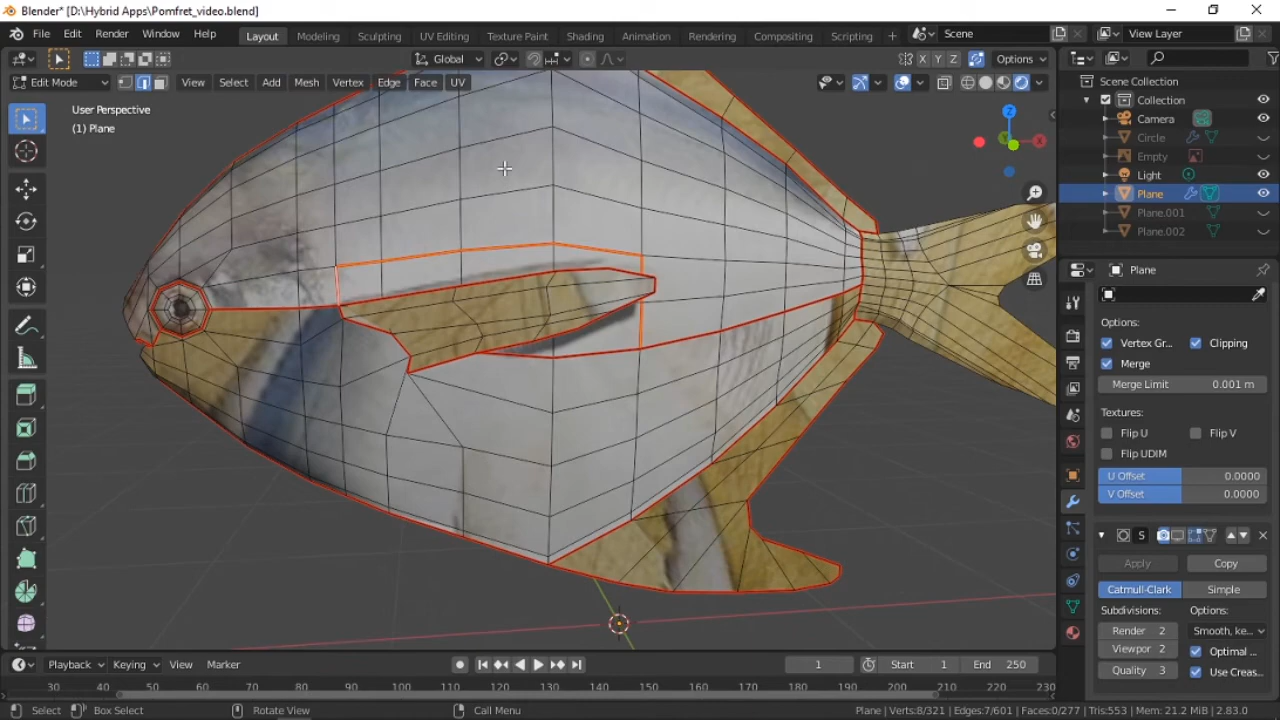 Blender* [D:\Hybrid Apps\Pomfret_video.blend]
File Edit Render Window Help Layout Modeling Sculpting UV Editing Texture Paint Shading Animation Rendering Compositing Scripting + Scene View Layer
Global X Y Z Options
Edit Mode View Select Add Mesh Vertex Edge Face UV
Scene Collection
Collection
Camera
Circle
Empty
Light
Plane
Plane.001
Plane.002
User Perspective
(1) Plane
Z
Plane
Options:
Vertex Gr... Clipping
Merge
Merge Limit 0.001 m
Textures:
Flip U Flip V
Flip UDIM
U Offset 0.0000
V Offset 0.0000
S
Apply Copy
Catmull-Clark Simple
Subdivisions: Options:
Render 2 Smooth, ke...
Viewpor 2 Optimal ...
Quality 3 Use Creas...
Playback Keying View Marker 1 Start 1 End 250
30 40 50 60 70 80 90 100 110 120 130 140 150 160 170 180 190 200 210 220 230
Select Box Select Rotate View Call Menu Plane | Verts:8/321 | Edges:7/601 | Faces:0/277 | Tris:553 | Mem: 21.2 MiB | 2.83.0